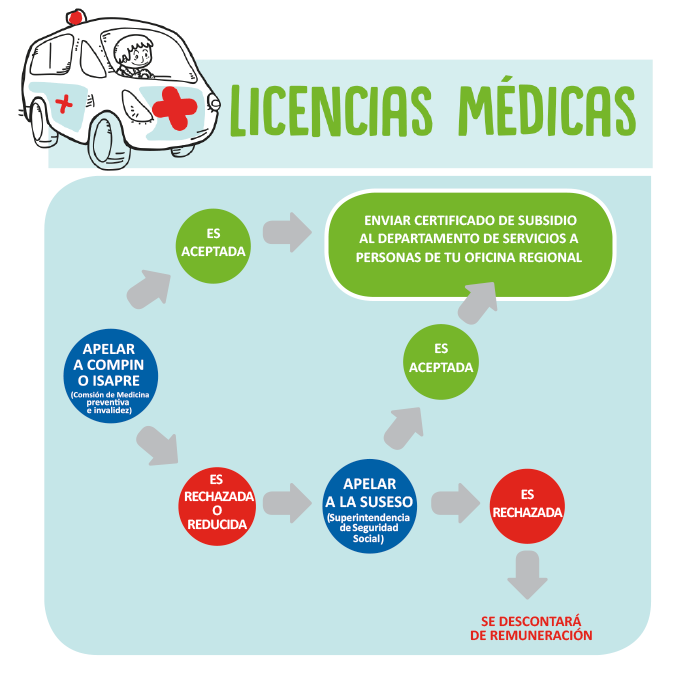 LICENCIAS MÉDICAS
ES
ACEPTADA
ENVIAR CERTIFICADO DE SUBSIDIO
AL DEPARTAMENTO DE SERVICIOS A
PERSONAS DE TU OFICINA REGIONAL
APELAR
A COMPIN
O ISAPRE
(Comsión de Medicina
preventiva
e invalidez)
ES
ACEPTADA
ES
RECHAZADA
O
REDUCIDA
APELAR
A LA SUSESO
(Superintendencia
de Seguridad
Social)
ES
RECHAZADA
SE DESCONTARÁ
DE REMUNERACIÓN